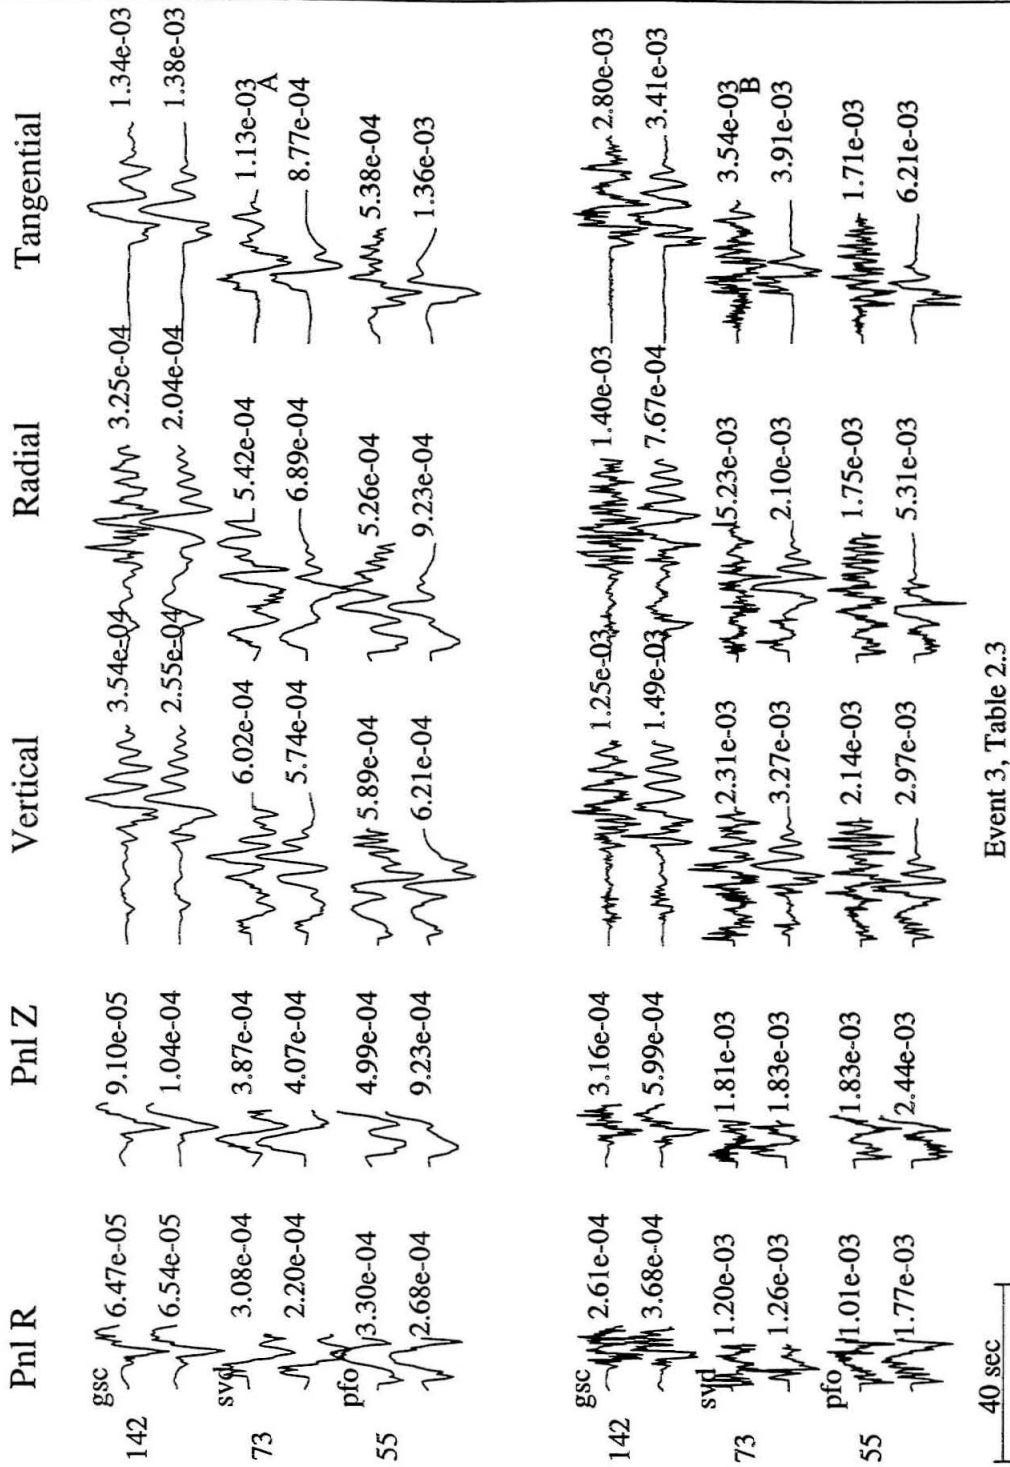 Pnl R Pnl Z Vertical Radial Tangential
gsc
142 6.47e-05 9.10e-05 3.54e-04 3.25e-04 1.34e-03
6.54e-05 1.04e-04 2.55e-04 2.04e-04 1.38e-03
svd
73 3.08e-04 3.87e-04 6.02e-04 5.42e-04 1.13e-03
A
2.20e-04 4.07e-04 5.74e-04 6.89e-04 8.77e-04
pfo
55 3.30e-04 4.99e-04 5.89e-04 5.26e-04 5.38e-04
2.68e-04 9.23e-04 6.21e-04 9.23e-04 1.36e-03
gsc
142 2.61e-04 3.16e-04 1.25e-03 1.40e-03 2.80e-03
3.68e-04 5.99e-04 1.49e-03 7.67e-04 3.41e-03
svd
73 1.20e-03 1.81e-03 2.31e-03 5.23e-03 3.54e-03
B
1.26e-03 1.83e-03 3.27e-03 2.10e-03 3.91e-03
pfo
55 1.01e-03 1.83e-03 2.14e-03 1.75e-03 1.71e-03
1.77e-03 2.44e-03 2.97e-03 5.31e-03 6.21e-03
40 sec
Event 3, Table 2.3